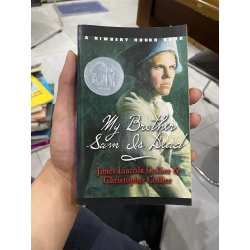 A NEWBERY HONOR BOOK
My Brother
Sam Is Dead
James Lincoln Collier &
Christopher Collier